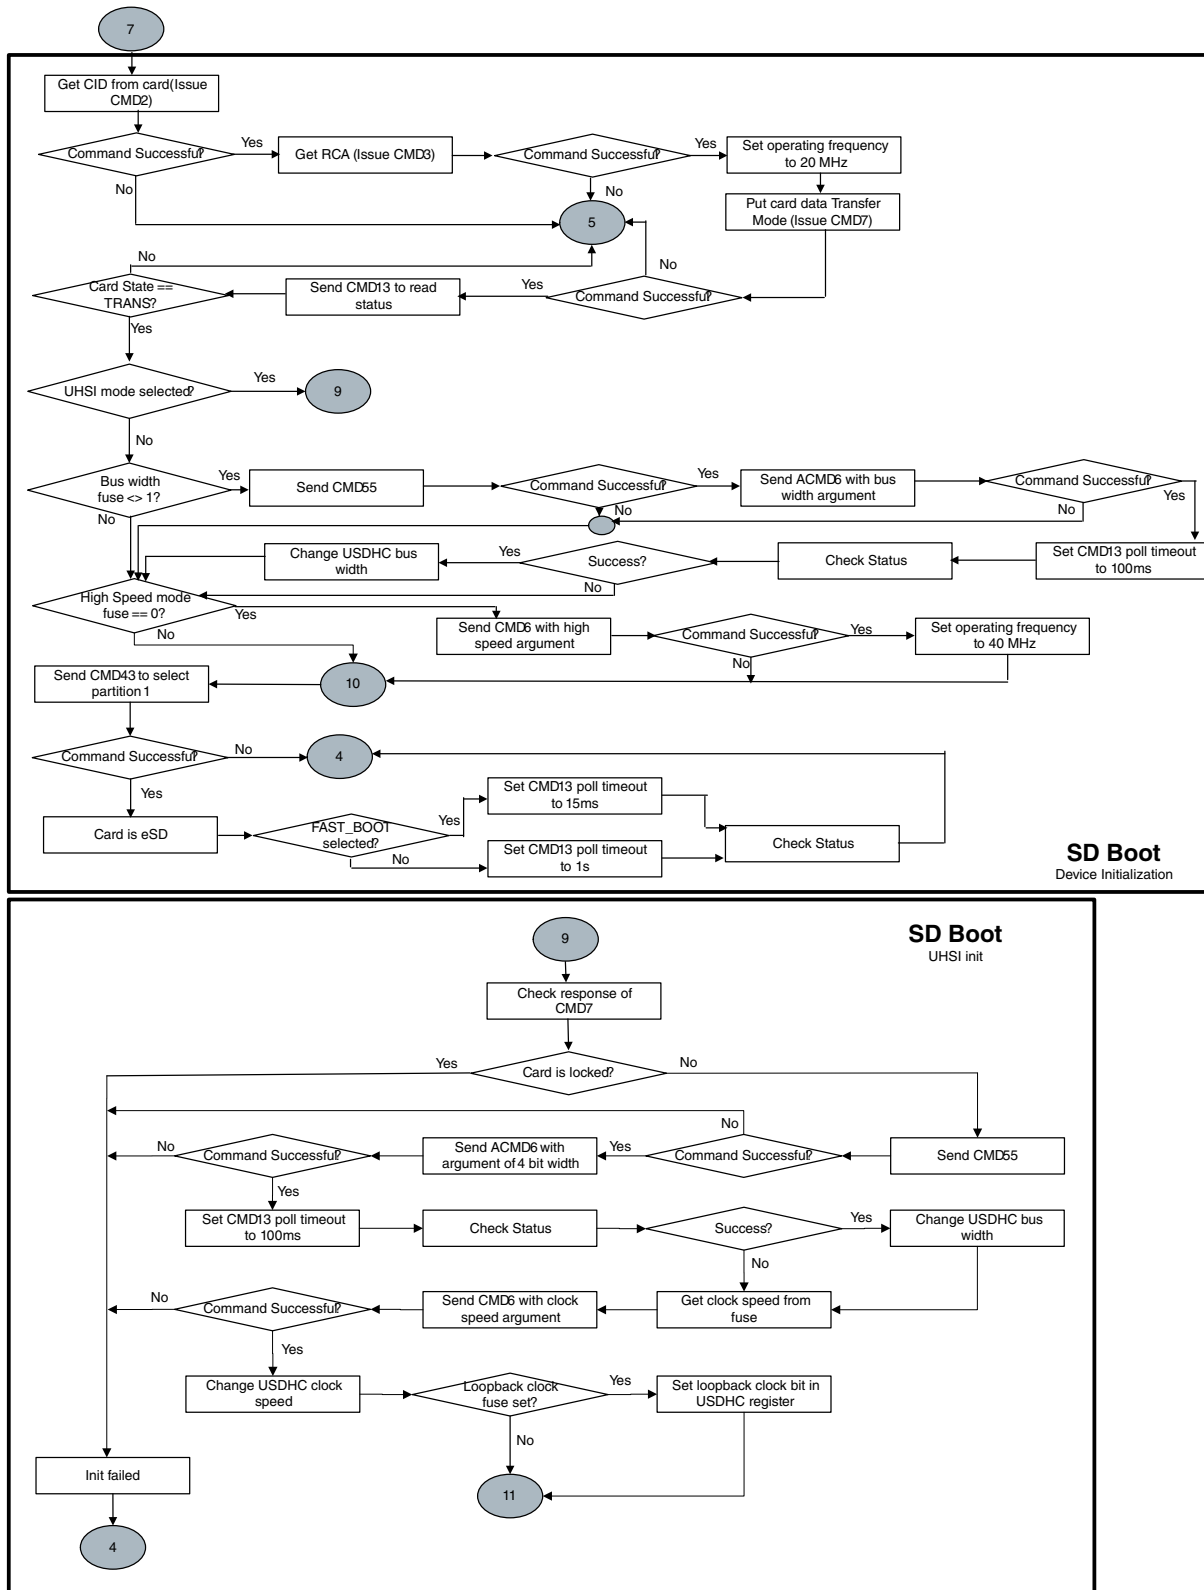 7
Get CID from card(Issue
CMD2)
Command Successful?
Yes
Get RCA (Issue CMD3)
Command Successful?
Yes
Set operating frequency
to 20 MHz
No
No
Put card data Transfer
Mode (Issue CMD7)
5
No
No
Card State ==
TRANS?
Send CMD13 to read
status
Yes
Command Successful?
Yes
UHSI mode selected?
Yes
9
No
Bus width
fuse <> 1?
Yes
Send CMD55
Command Successful?
Yes
Send ACMD6 with bus
width argument
Command Successful?
Yes
No
No
No
Change USDHC bus
width
Yes
Success?
Check Status
Set CMD13 poll timeout
to 100ms
No
High Speed mode
fuse == 0?
Yes
Send CMD6 with high
speed argument
Command Successful?
Yes
Set operating frequency
to 40 MHz
No
No
Send CMD43 to select
partition 1
10
Command Successful?
No
4
Yes
Set CMD13 poll timeout
to 15ms
Card is eSD
FAST_BOOT
selected?
Yes
Check Status
No
Set CMD13 poll timeout
to 1s
SD Boot
Device Initialization
9
SD Boot
UHSI init
Check response of
CMD7
Yes
Card is locked?
No
No
No
Command Successful?
Send ACMD6 with
argument of 4 bit width
Yes
Command Successful?
Send CMD55
Yes
Set CMD13 poll timeout
to 100ms
Check Status
Success?
Yes
Change USDHC bus
width
No
No
Command Successful?
Send CMD6 with clock
speed argument
Get clock speed from
fuse
Yes
Change USDHC clock
speed
Loopback clock
fuse set?
Yes
Set loopback clock bit in
USDHC register
No
Init failed
11
4